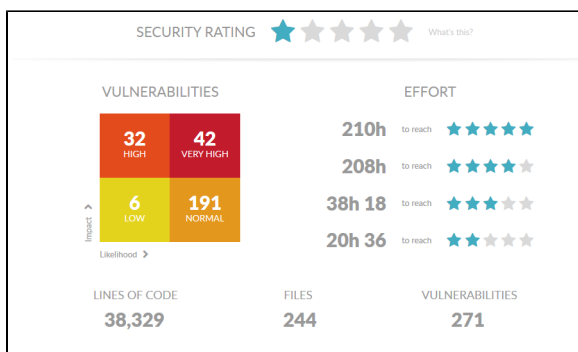 SECURITY RATING What's this?
VULNERABILITIES
32
HIGH
42
VERY HIGH
6
LOW
191
NORMAL
Impact
Likelihood
EFFORT
210h to reach
208h to reach
38h 18 to reach
20h 36 to reach
LINES OF CODE
38,329
FILES
244
VULNERABILITIES
271